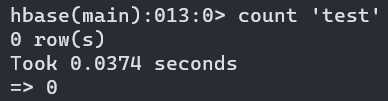 hbase(main):013:0> count 'test'
0 row(s)
Took 0.0374 seconds
=> 0